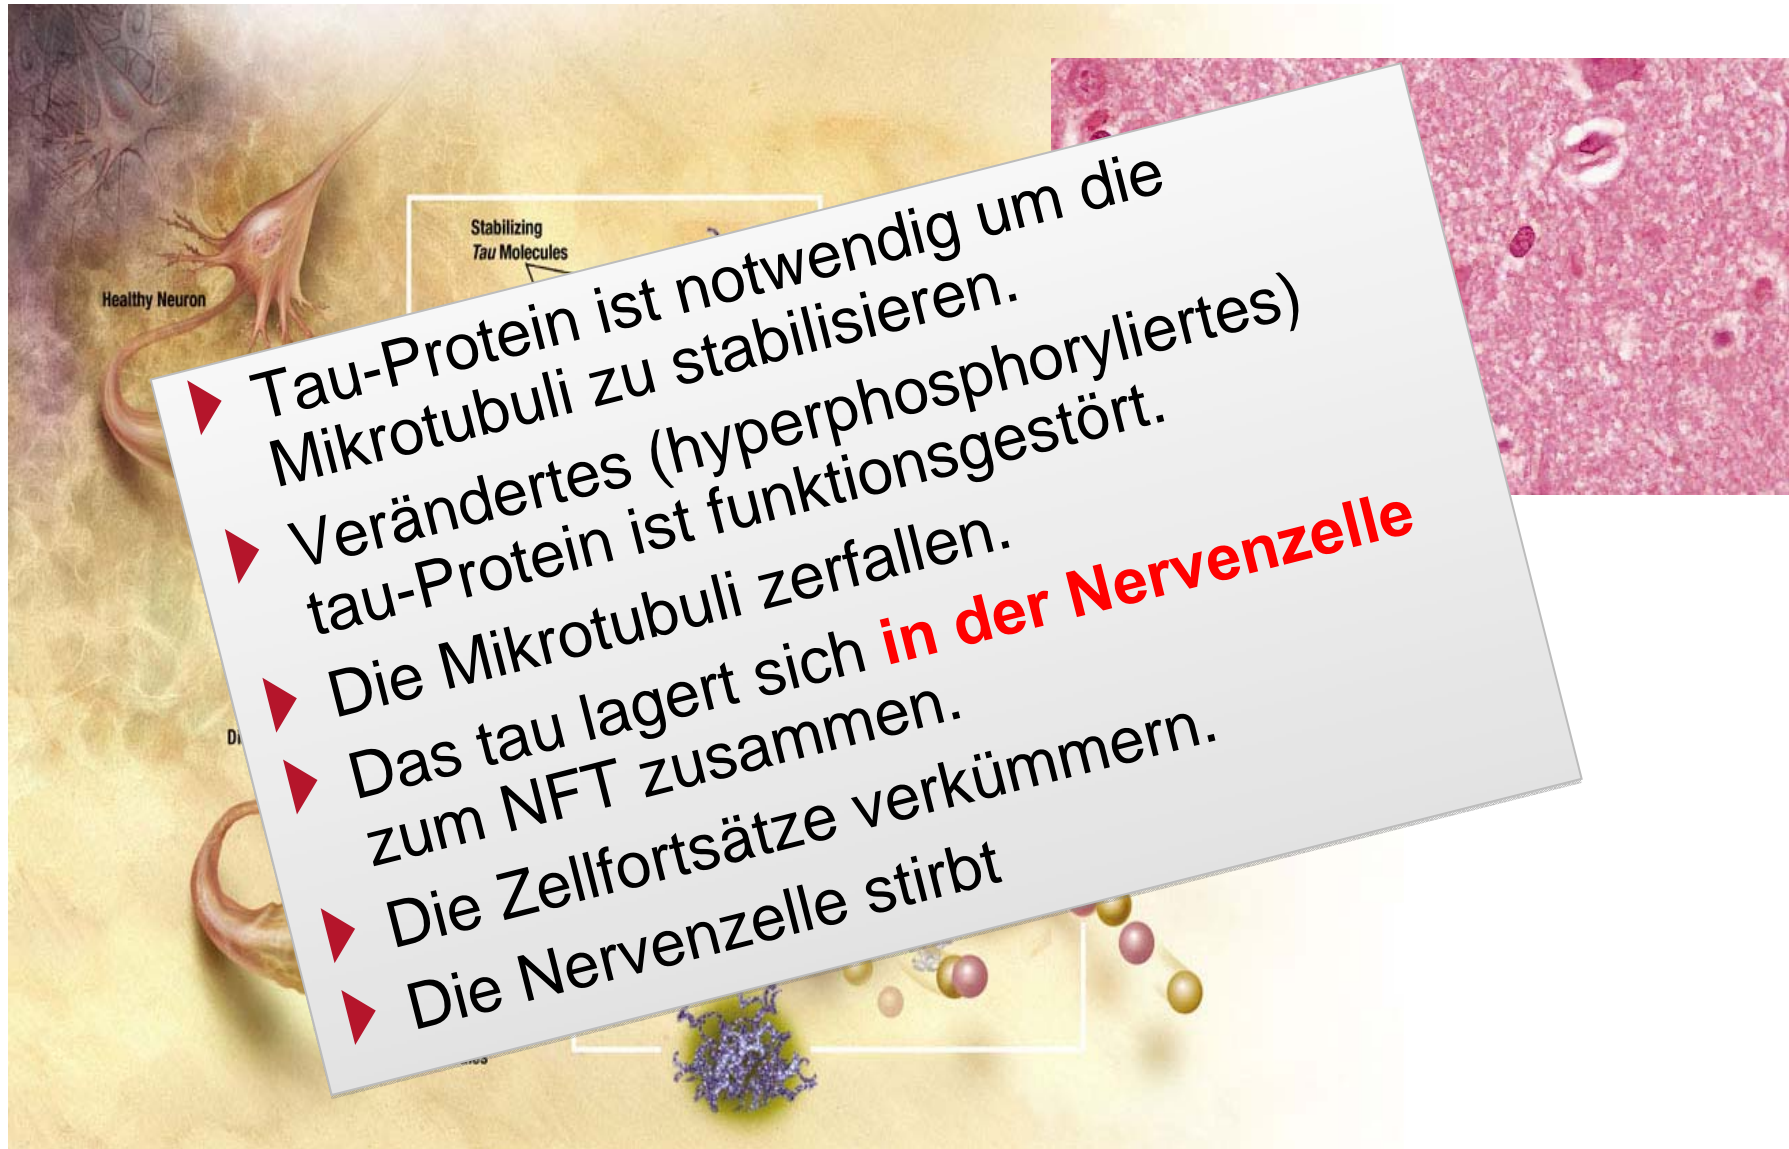 Stabilizing
Tau Molecules
Healthy Neuron
Tau-Protein ist notwendig um die
Mikrotubuli zu stabilisieren.
Verändertes (hyperphosphoryliertes)
tau-Protein ist funktionsgestört.
Die Mikrotubuli zerfallen.
Das tau lagert sich in der Nervenzelle
zum NFT zusammen.
Die Zellfortsätze verkümmern.
Die Nervenzelle stirbt